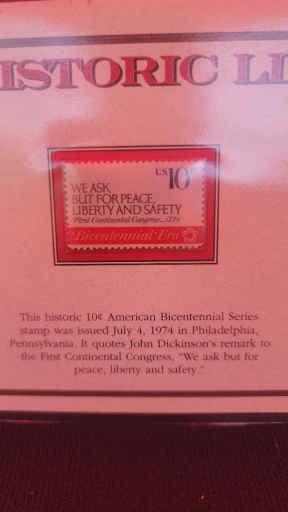 ISTORIC LI
US 10c
WE ASK
BUT FOR PEACE,
LIBERTY AND SAFETY
First Continental Congress, 1774
Bicentennial Era
This historic 10¢ American Bicentennial Series
stamp was issued July 4, 1974 in Philadelphia,
Pennsylvania. It quotes John Dickinson's remark to
the First Continental Congress, "We ask but for
peace, liberty and safety."